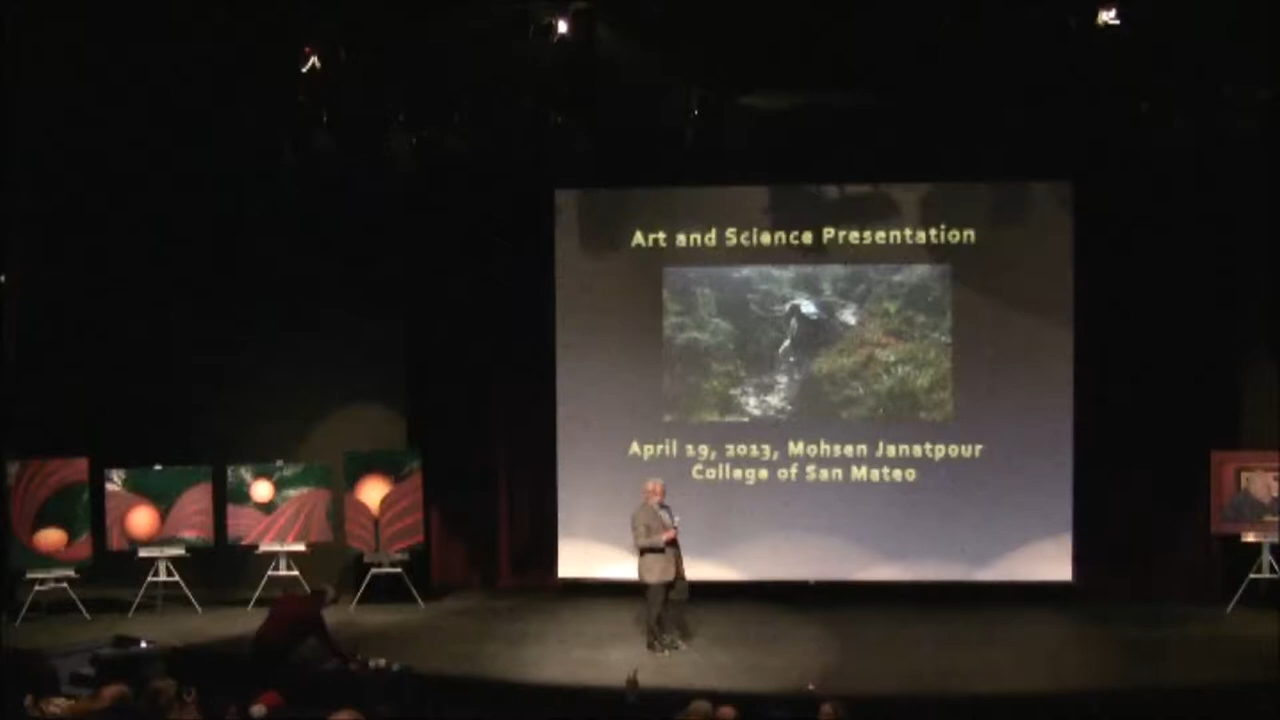 Art and Science Presentation
April 19, 2013, Mohsen Janatpour
College of San Mateo